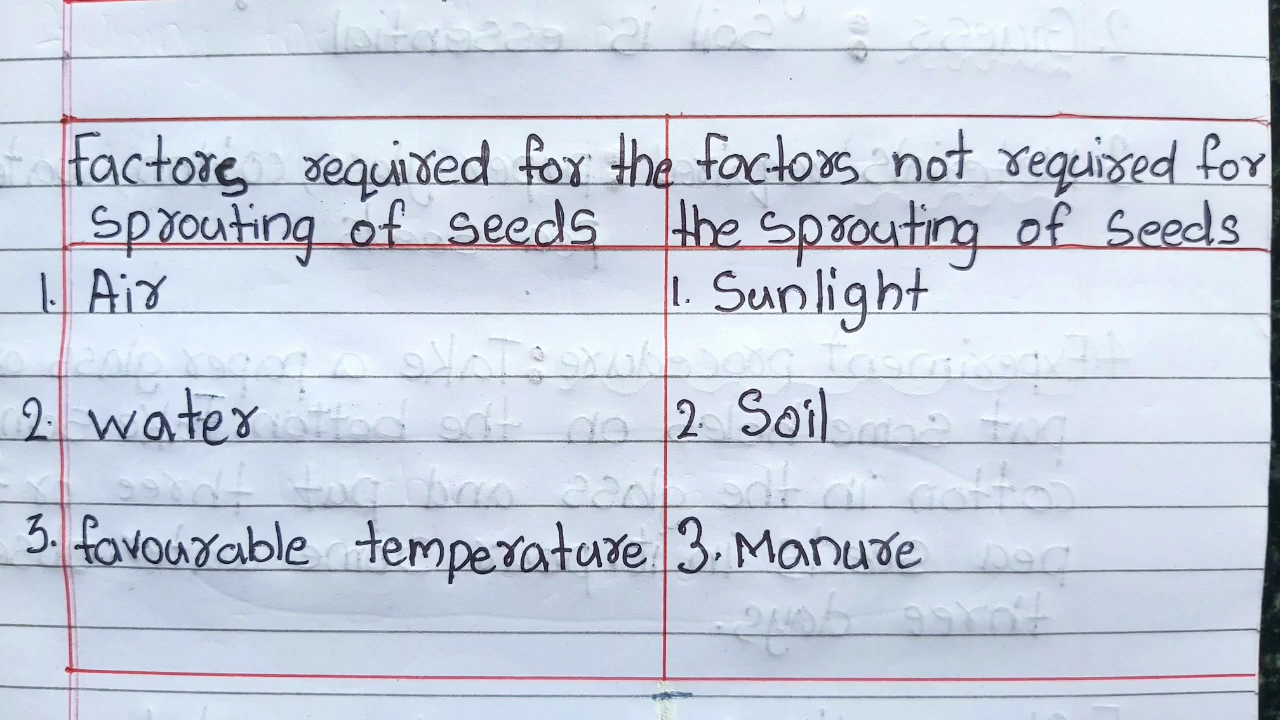 Factors required for the
sprouting of seeds
factors not required for
the sprouting of seeds
1. Air
1. Sunlight
2. water
2. Soil
3. favourable temperature
3. Manure